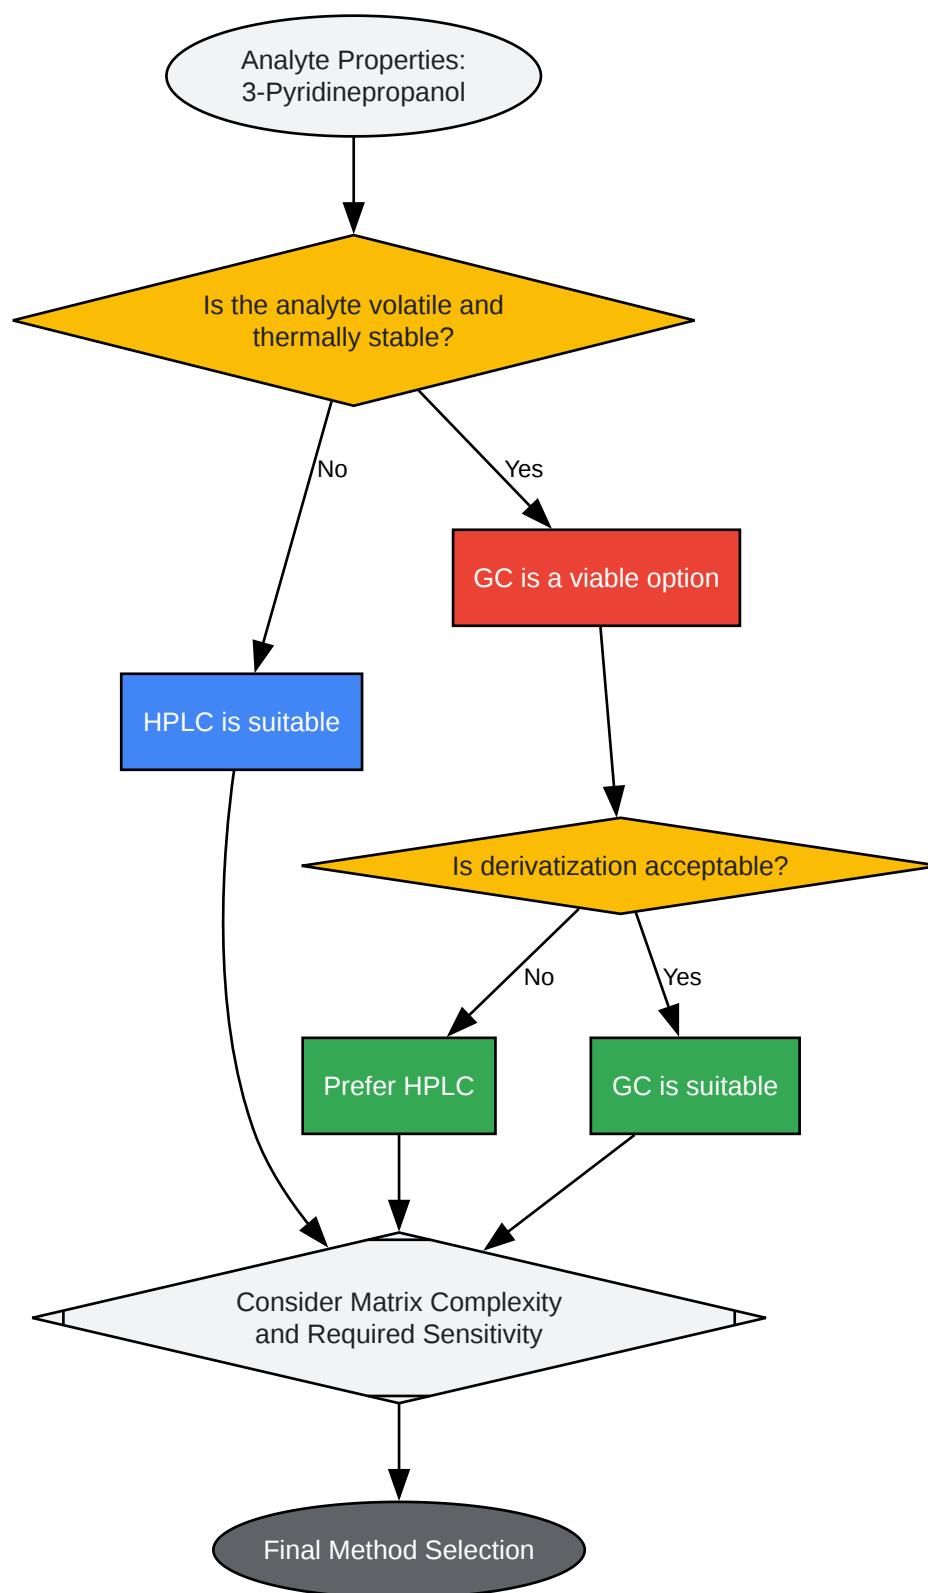 Analyte Properties:
3-Pyridinepropanol
Is the analyte volatile and
thermally stable?
No
Yes
GC is a viable option
HPLC is suitable
Is derivatization acceptable?
No
Yes
Prefer HPLC
GC is suitable
Consider Matrix Complexity
and Required Sensitivity
Final Method Selection